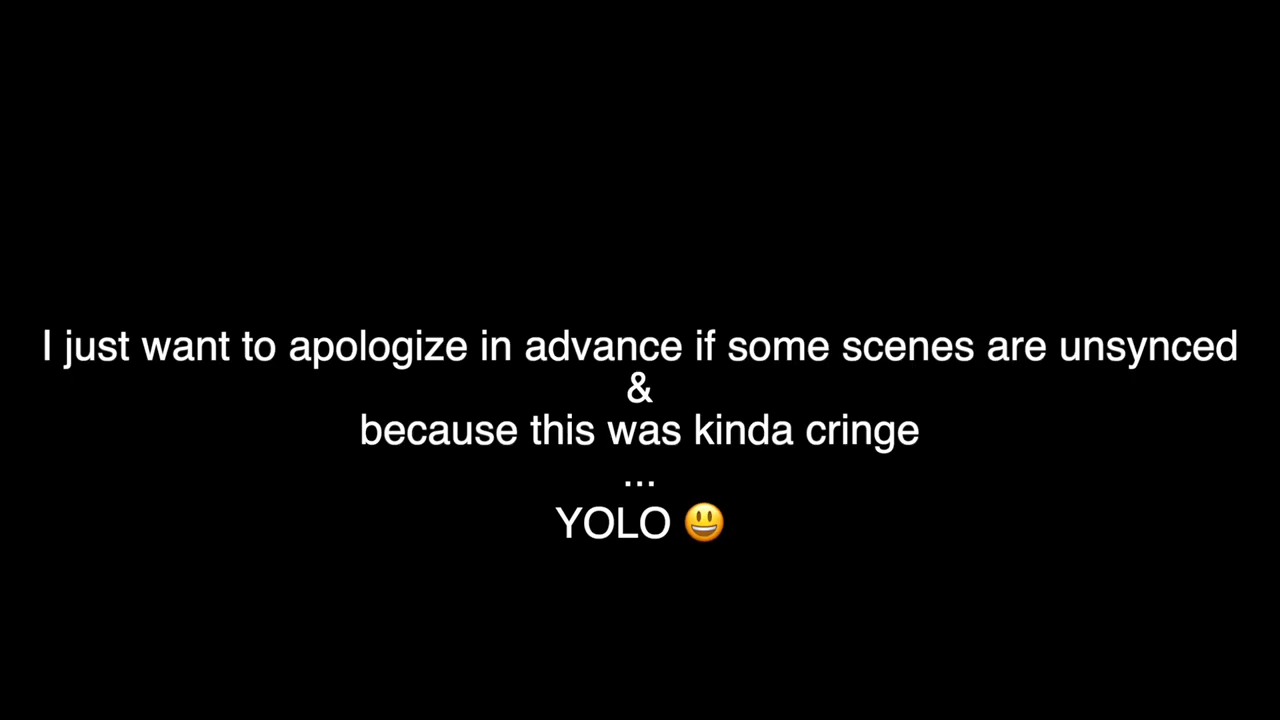 I just want to apologize in advance if some scenes are unsynced
&
because this was kinda cringe
...
YOLO 😃